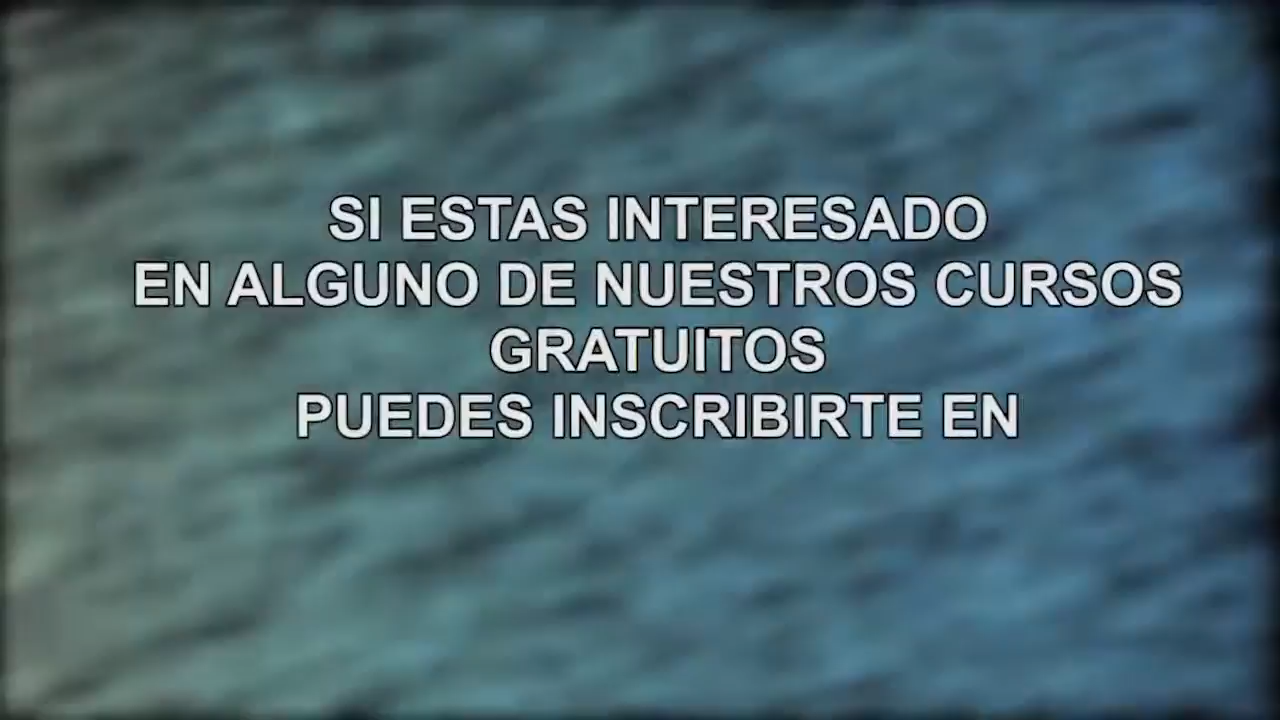 SI ESTAS INTERESADO
EN ALGUNO DE NUESTROS CURSOS
GRATUITOS
PUEDES INSCRIBIRTE EN